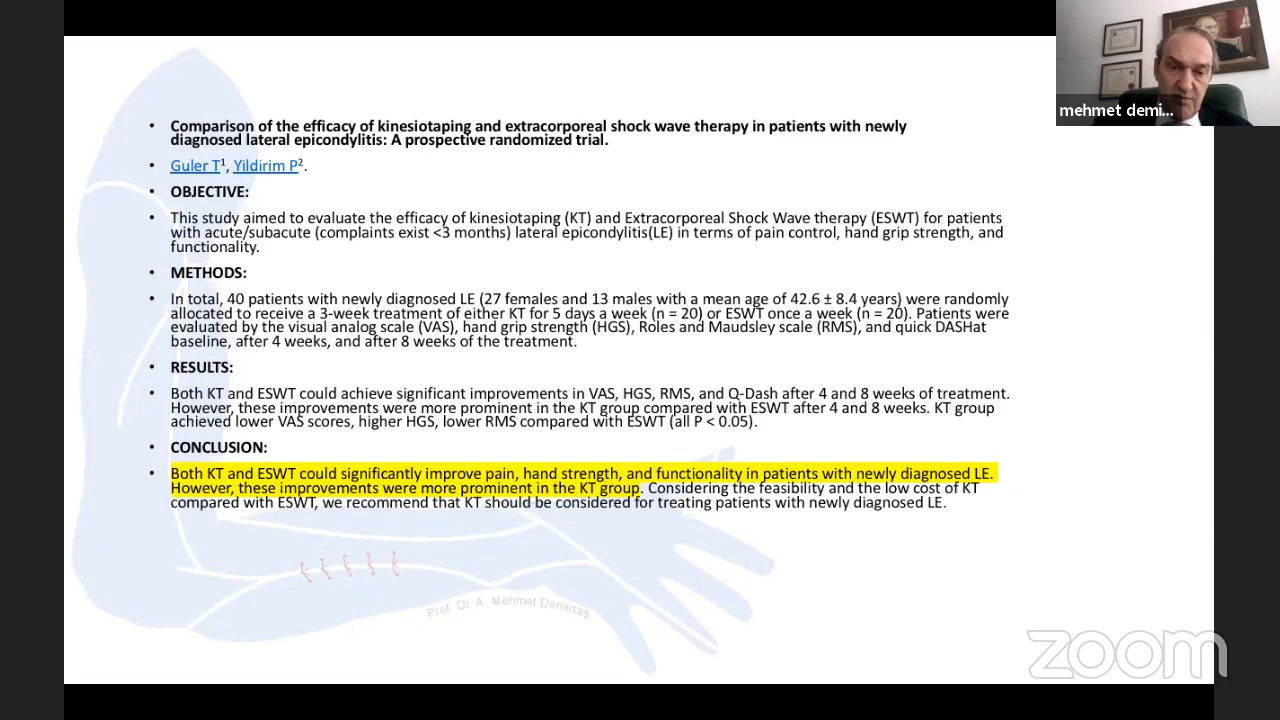 mehmet demi...
• Comparison of the efficacy of kinesiotaping and extracorporeal shock wave therapy in patients with newly
diagnosed lateral epicondylitis: A prospective randomized trial.
• Guler T1, Yildirim P2.
• OBJECTIVE:
• This study aimed to evaluate the efficacy of kinesiotaping (KT) and Extracorporeal Shock Wave therapy (ESWT) for patients
with acute/subacute (complaints exist <3 months) lateral epicondylitis(LE) in terms of pain control, hand grip strength, and
functionality.
• METHODS:
• In total, 40 patients with newly diagnosed LE (27 females and 13 males with a mean age of 42.6 ± 8.4 years) were randomly
allocated to receive a 3-week treatment of either KT for 5 days a week (n = 20) or ESWT once a week (n = 20). Patients were
evaluated by the visual analog scale (VAS), hand grip strength (HGS), Roles and Maudsley scale (RMS), and quick DASHat
baseline, after 4 weeks, and after 8 weeks of the treatment.
• RESULTS:
• Both KT and ESWT could achieve significant improvements in VAS, HGS, RMS, and Q-Dash after 4 and 8 weeks of treatment.
However, these improvements were more prominent in the KT group compared with ESWT after 4 and 8 weeks. KT group
achieved lower VAS scores, higher HGS, lower RMS compared with ESWT (all P < 0.05).
• CONCLUSION:
• Both KT and ESWT could significantly improve pain, hand strength, and functionality in patients with newly diagnosed LE.
However, these improvements were more prominent in the KT group. Considering the feasibility and the low cost of KT
compared with ESWT, we recommend that KT should be considered for treating patients with newly diagnosed LE.
Prof. Dr. A. Mehmet Demirtaş
zoom